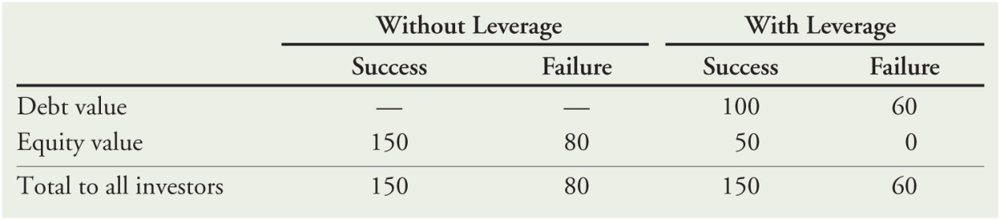 Without Leverage With Leverage
Success Failure Success Failure
Debt value — — 100 60
Equity value 150 80 50 0
Total to all investors 150 80 150 60